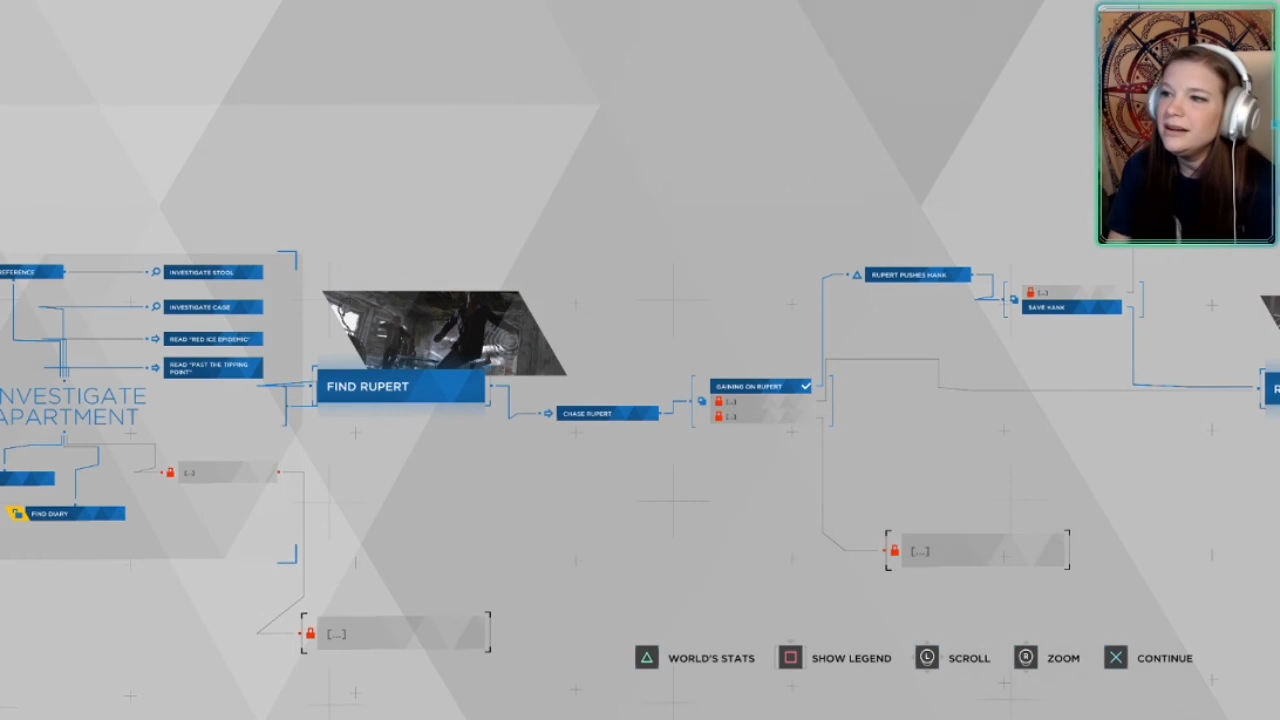 REFERENCE
INVESTIGATE STOOL
INVESTIGATE CAGE
READ "RED ICE EPIDEMIC"
READ "PAST THE TIPPING
POINT"
INVESTIGATE
APARTMENT
[...]
FIND DIARY
FIND RUPERT
[...]
CHASE RUPERT
GAINING ON RUPERT
[...]
[...]
RUPERT PUSHES HANK
[...]
SAVE HANK
[...]
R
WORLD'S STATS
SHOW LEGEND
L
SCROLL
R
ZOOM
CONTINUE